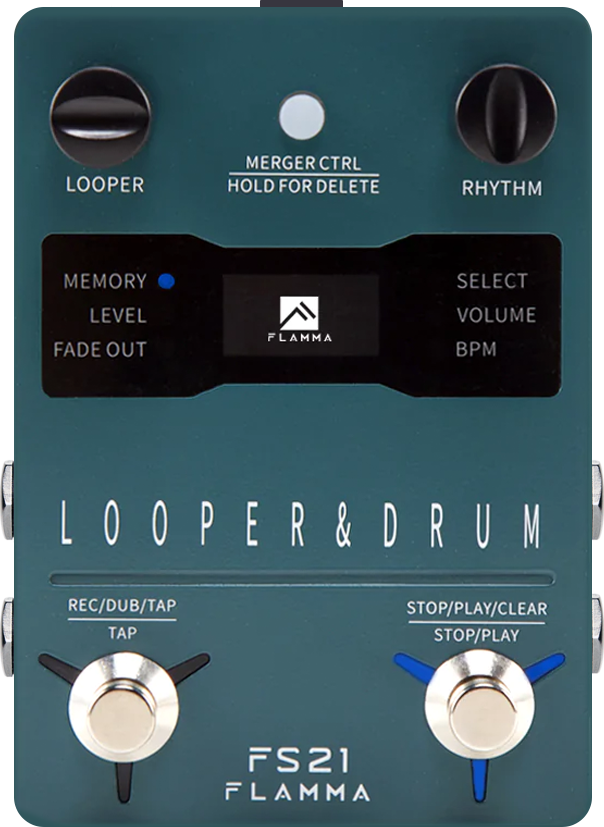 LOOPER
MERGER CTRL
HOLD FOR DELETE
RHYTHM
MEMORY
LEVEL
FADE OUT
FLAMMA
SELECT
VOLUME
BPM
LOOPER&DRUM
REC/DUB/TAP
TAP
STOP/PLAY/CLEAR
STOP/PLAY
FS21
FLAMMA